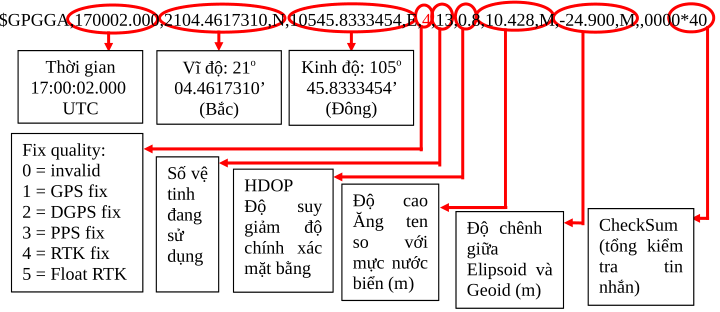 $GPGGA,170002.000,2104.4617310,N,10545.8333454,E,4,13,0.8,10.428,M,-24.900,M,,0000*40
Thời gian
17:00:02.000
UTC
Vĩ độ: 21º
04.4617310’
(Bắc)
Kinh độ: 105º
45.8333454’
(Đông)
Fix quality:
0 = invalid
1 = GPS fix
2 = DGPS fix
3 = PPS fix
4 = RTK fix
5 = Float RTK
Số vệ
tinh
đang
sử
dụng
HDOP
Độ suy
giảm độ
chính xác
mặt bằng
Độ cao
Ăng ten
so với
mực nước
biển (m)
Độ chênh
giữa
Elipsoid và
Geoid (m)
CheckSum
(tổng kiểm
tra tin
nhắn)